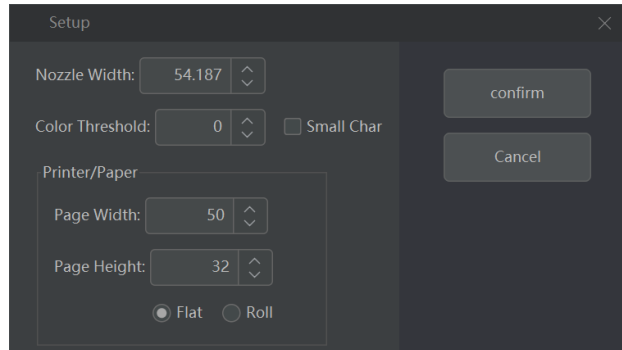 Setup
Nozzle Width: 54.187
confirm
Color Threshold: 0 Small Char
Cancel
Printer/Paper
Page Width: 50
Page Height: 32
Flat Roll